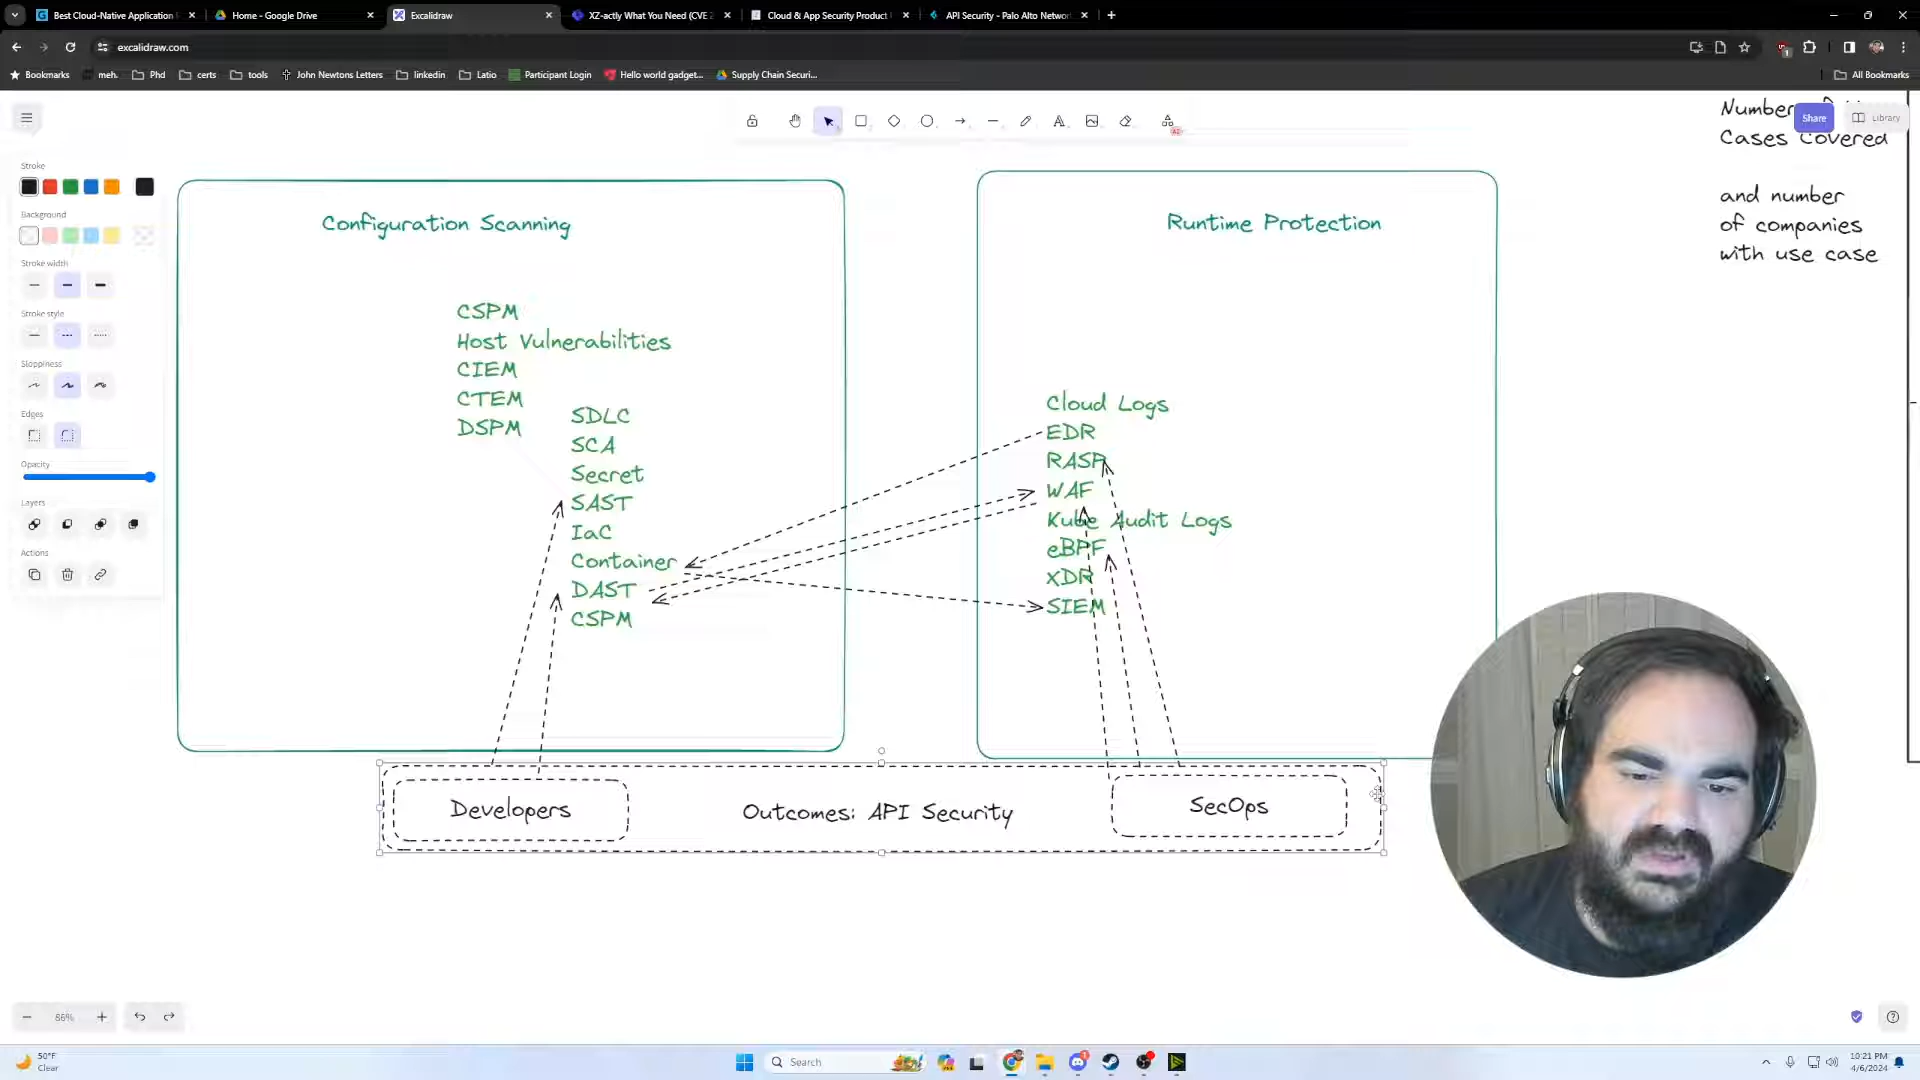 Best Cloud-Native Application
Home - Google Drive
Excalidraw
XZ-actly What You Need (CVE 2
Cloud & App Security Product
API Security - Palo Alto Networ
excalidraw.com
Bookmarks
meh.
Phd
certs
tools
John Newtons Letters
linkedin
Latio
Participant Login
Hello world gadget...
Supply Chain Securi...
All Bookmarks
Share
Library
Number
Cases Covered
and number
of companies
with use case
Stroke
Background
Stroke width
Stroke style
Sloppiness
Edges
Opacity
Layers
Actions
Configuration Scanning
CSPM
Host Vulnerabilities
CIEM
CTEM
DSPM
SDLC
SCA
Secret
SAST
IaC
Container
DAST
CSPM
Runtime Protection
Cloud Logs
EDR
RASP
WAF
Kube Audit Logs
eBPF
XDR
SIEM
Developers
Outcomes: API Security
SecOps
86%
50°F
Clear
Search
10:21 PM
4/6/2024